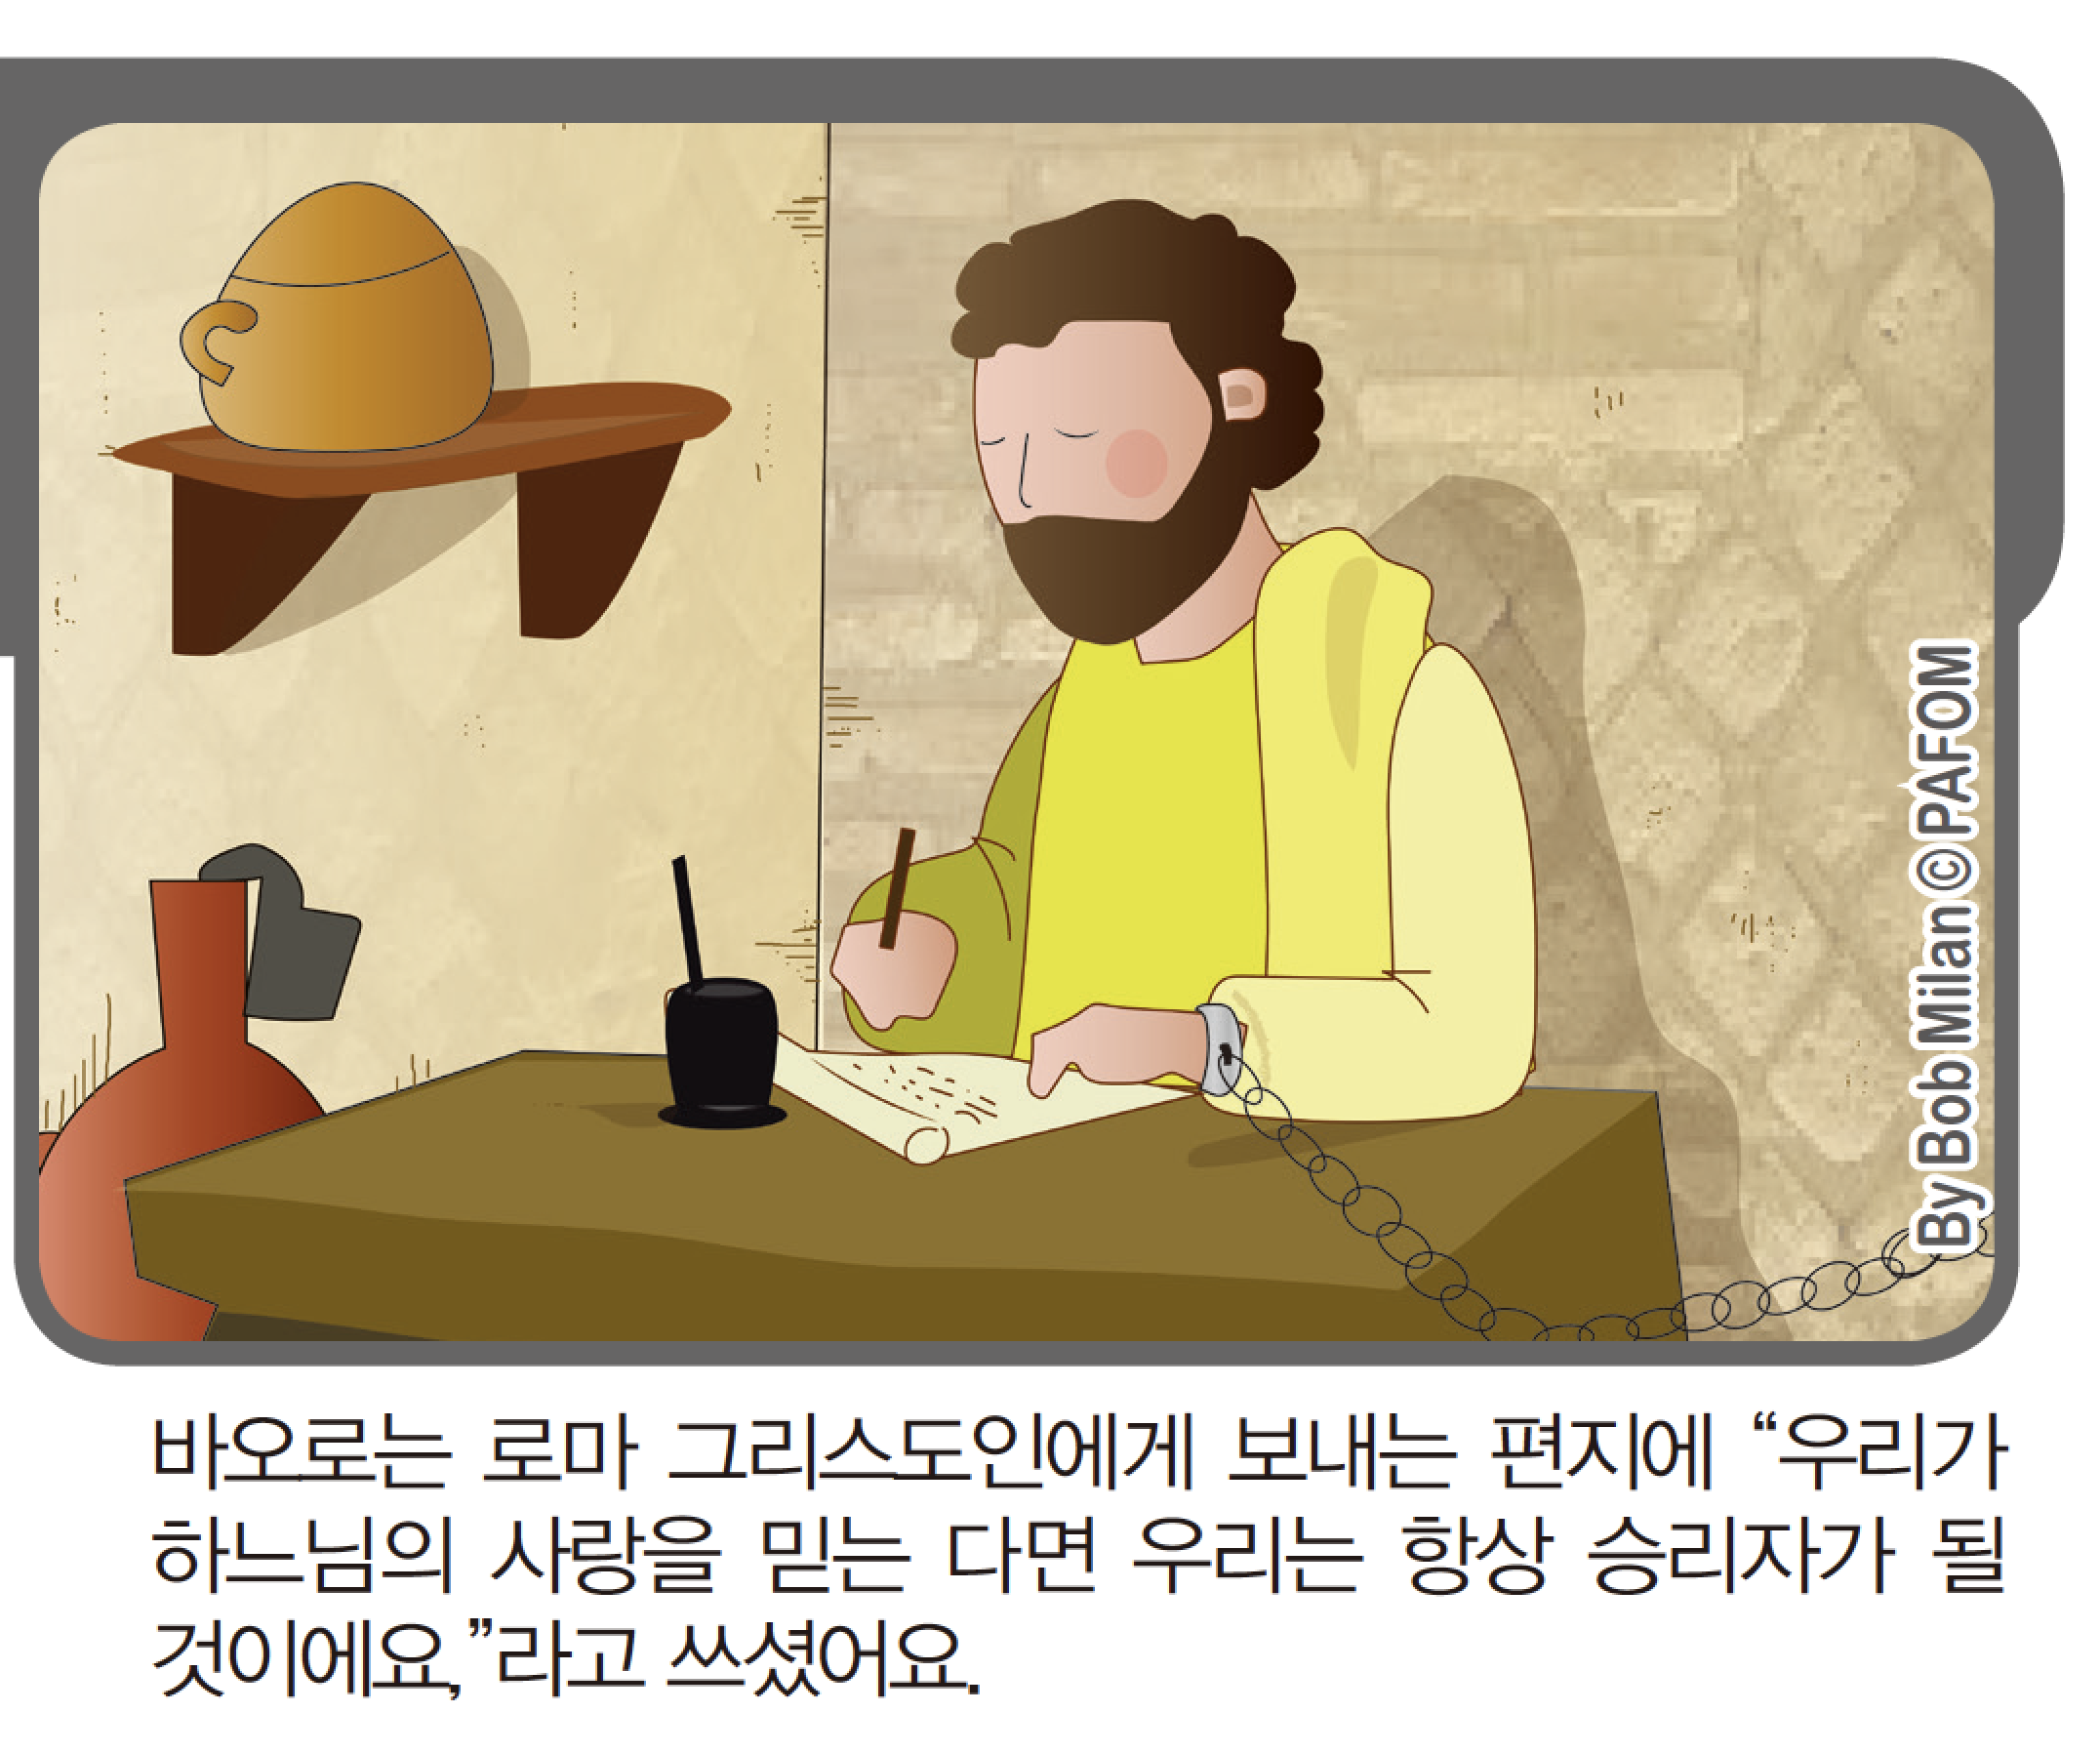 By Bob Milan©PAFOM
바오로는 로마 그리스도인에게 보내는 편지에 “우리가
하느님의 사랑을 믿는 다면 우리는 항상 승리자가 될
것이에요,”라고 쓰셨어요.